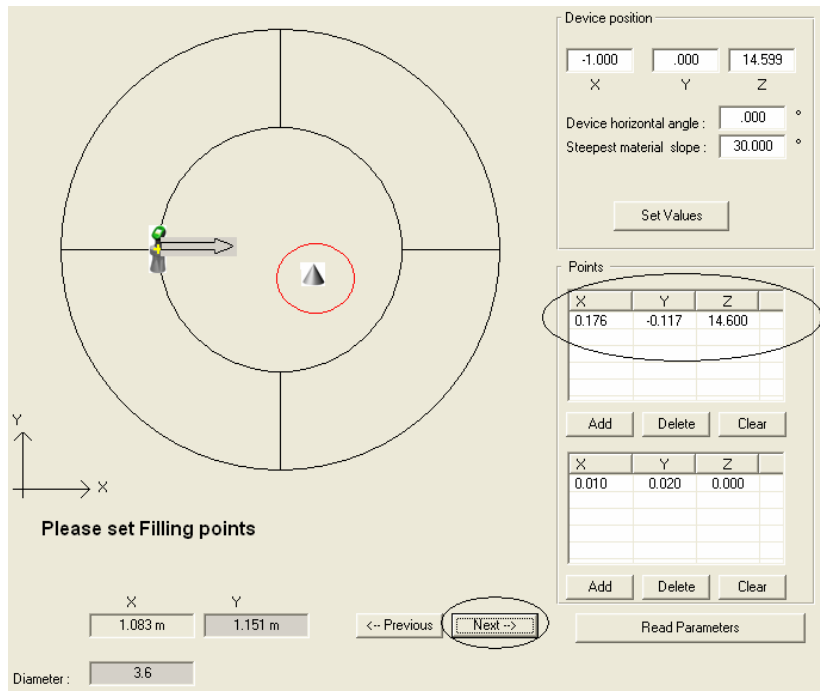 Device position
-1.000 .000 14.599
X Y Z
Device horizontal angle : .000 °
Steepest material slope : 30.000 °
Set Values
Points
X Y Z
0.176 -0.117 14.600
Add Delete Clear
X Y Z
0.010 0.020 0.000
Add Delete Clear
Y
X
Please set Filling points
X Y
1.083 m 1.151 m
<-- Previous Next --> Read Parameters
Diameter : 3.6